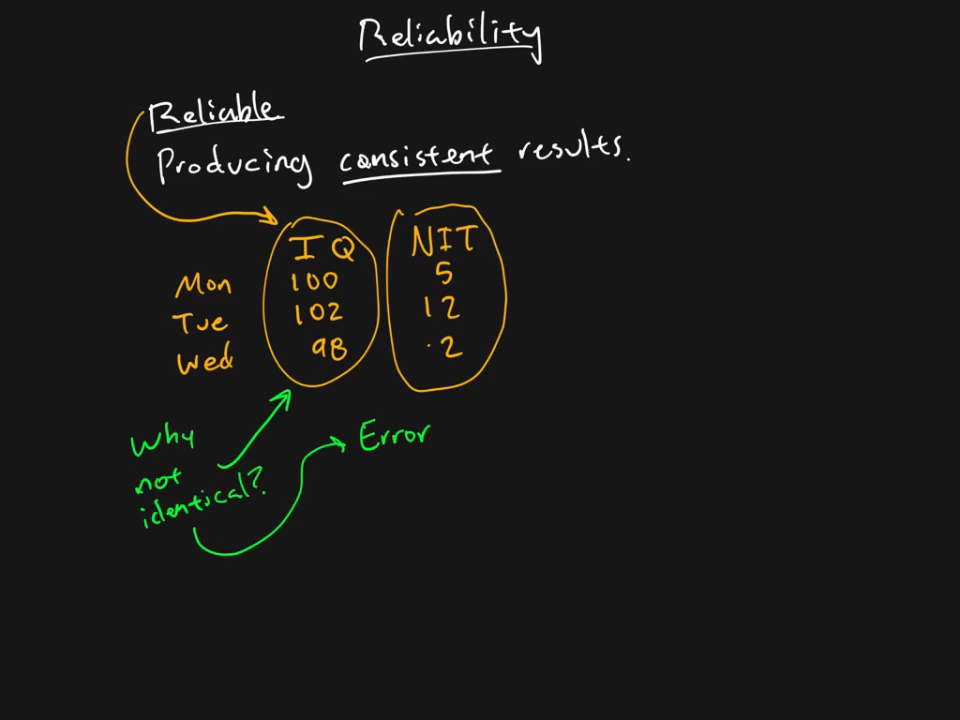 Reliability
Reliable
Producing consistent results.
IQ NIT
Mon 100 5
Tue 102 12
Wed 98 2
Why
not
identical?
Error